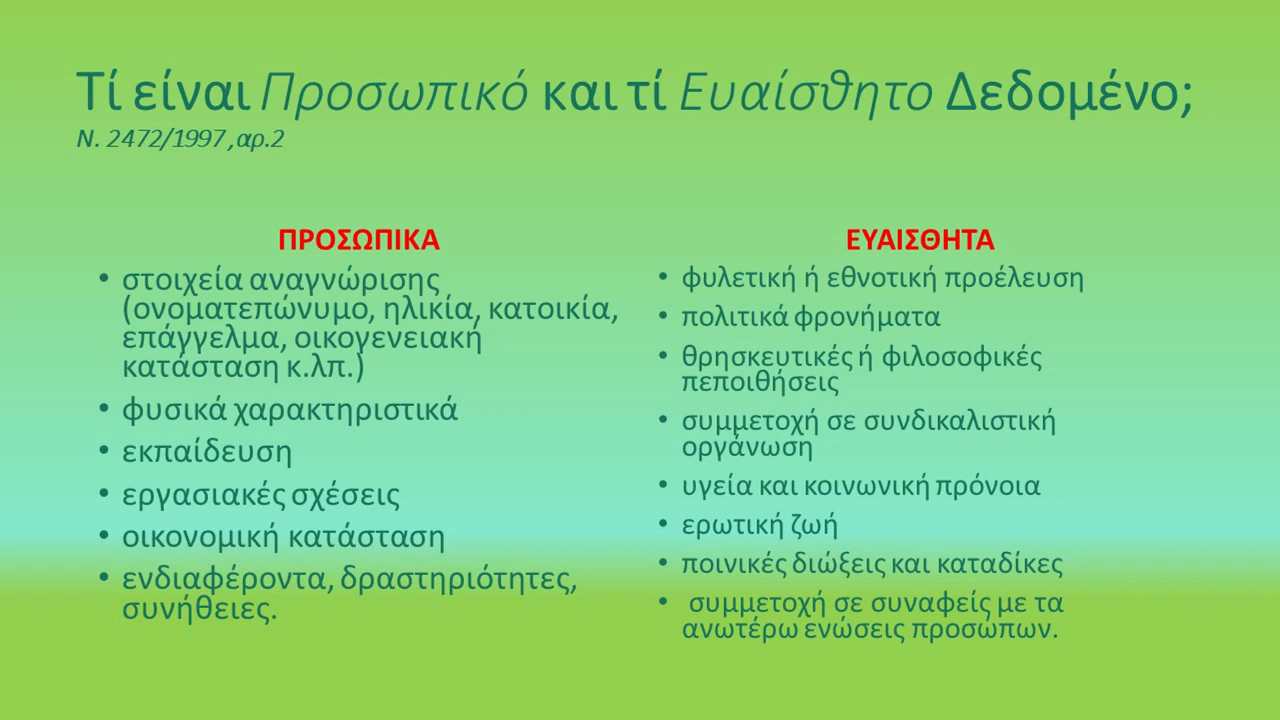 Τί είναι Προσωπικό και τί Ευαίσθητο Δεδομένο;
Ν. 2472/1997 ,αρ.2
ΠΡΟΣΩΠΙΚΑ
• στοιχεία αναγνώρισης
(ονοματεπώνυμο, ηλικία, κατοικία,
επάγγελμα, οικογενειακή
κατάσταση κ.λπ.)
• φυσικά χαρακτηριστικά
• εκπαίδευση
• εργασιακές σχέσεις
• οικονομική κατάσταση
• ενδιαφέροντα, δραστηριότητες,
συνήθειες.
ΕΥΑΙΣΘΗΤΑ
• φυλετική ή εθνοτική προέλευση
• πολιτικά φρονήματα
• θρησκευτικές ή φιλοσοφικές
πεποιθήσεις
• συμμετοχή σε συνδικαλιστική
οργάνωση
• υγεία και κοινωνική πρόνοια
• ερωτική ζωή
• ποινικές διώξεις και καταδίκες
• συμμετοχή σε συναφείς με τα
ανωτέρω ενώσεις προσώπων.